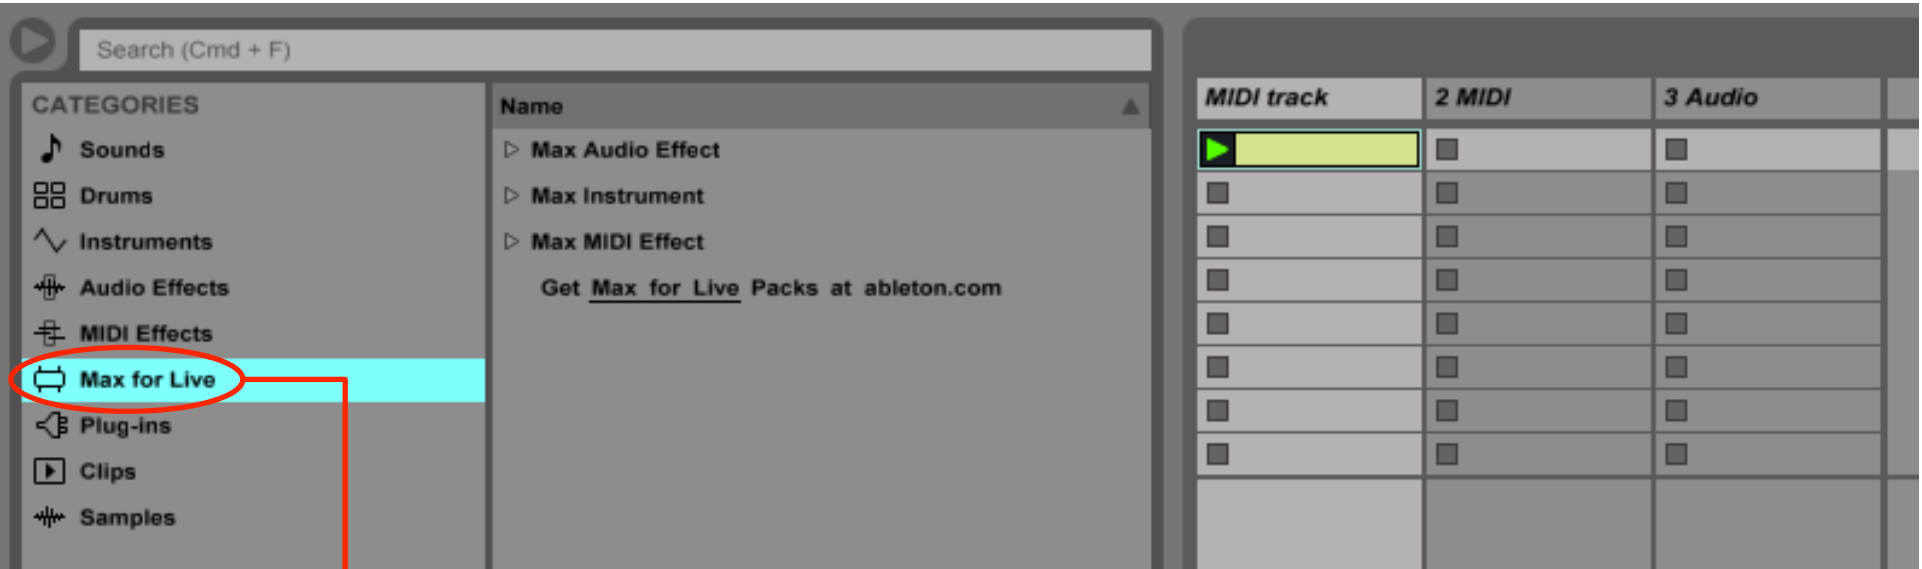 Search (Cmd + F)
CATEGORIES
Sounds
Drums
Instruments
Audio Effects
MIDI Effects
Max for Live
Plug-ins
Clips
Samples
Name
Max Audio Effect
Max Instrument
Max MIDI Effect
Get Max for Live Packs at ableton.com
MIDI track
2 MIDI
3 Audio